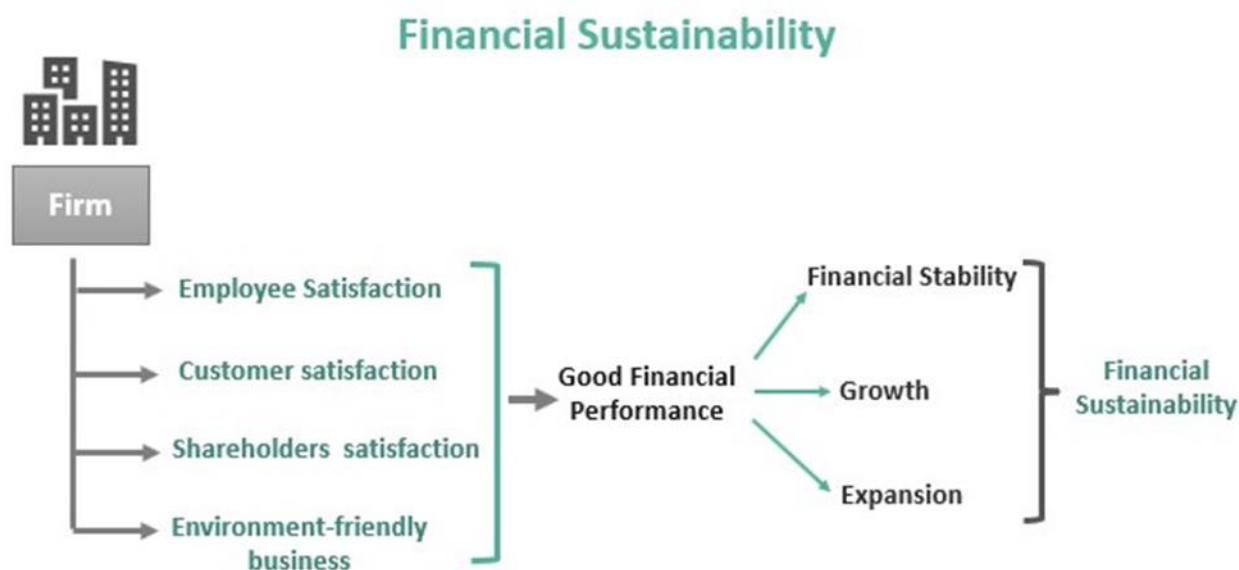 Financial Sustainability
Firm
Employee Satisfaction
Customer satisfaction
Shareholders satisfaction
Environment-friendly
business
Good Financial
Performance
Financial Stability
Growth
Expansion
Financial
Sustainability